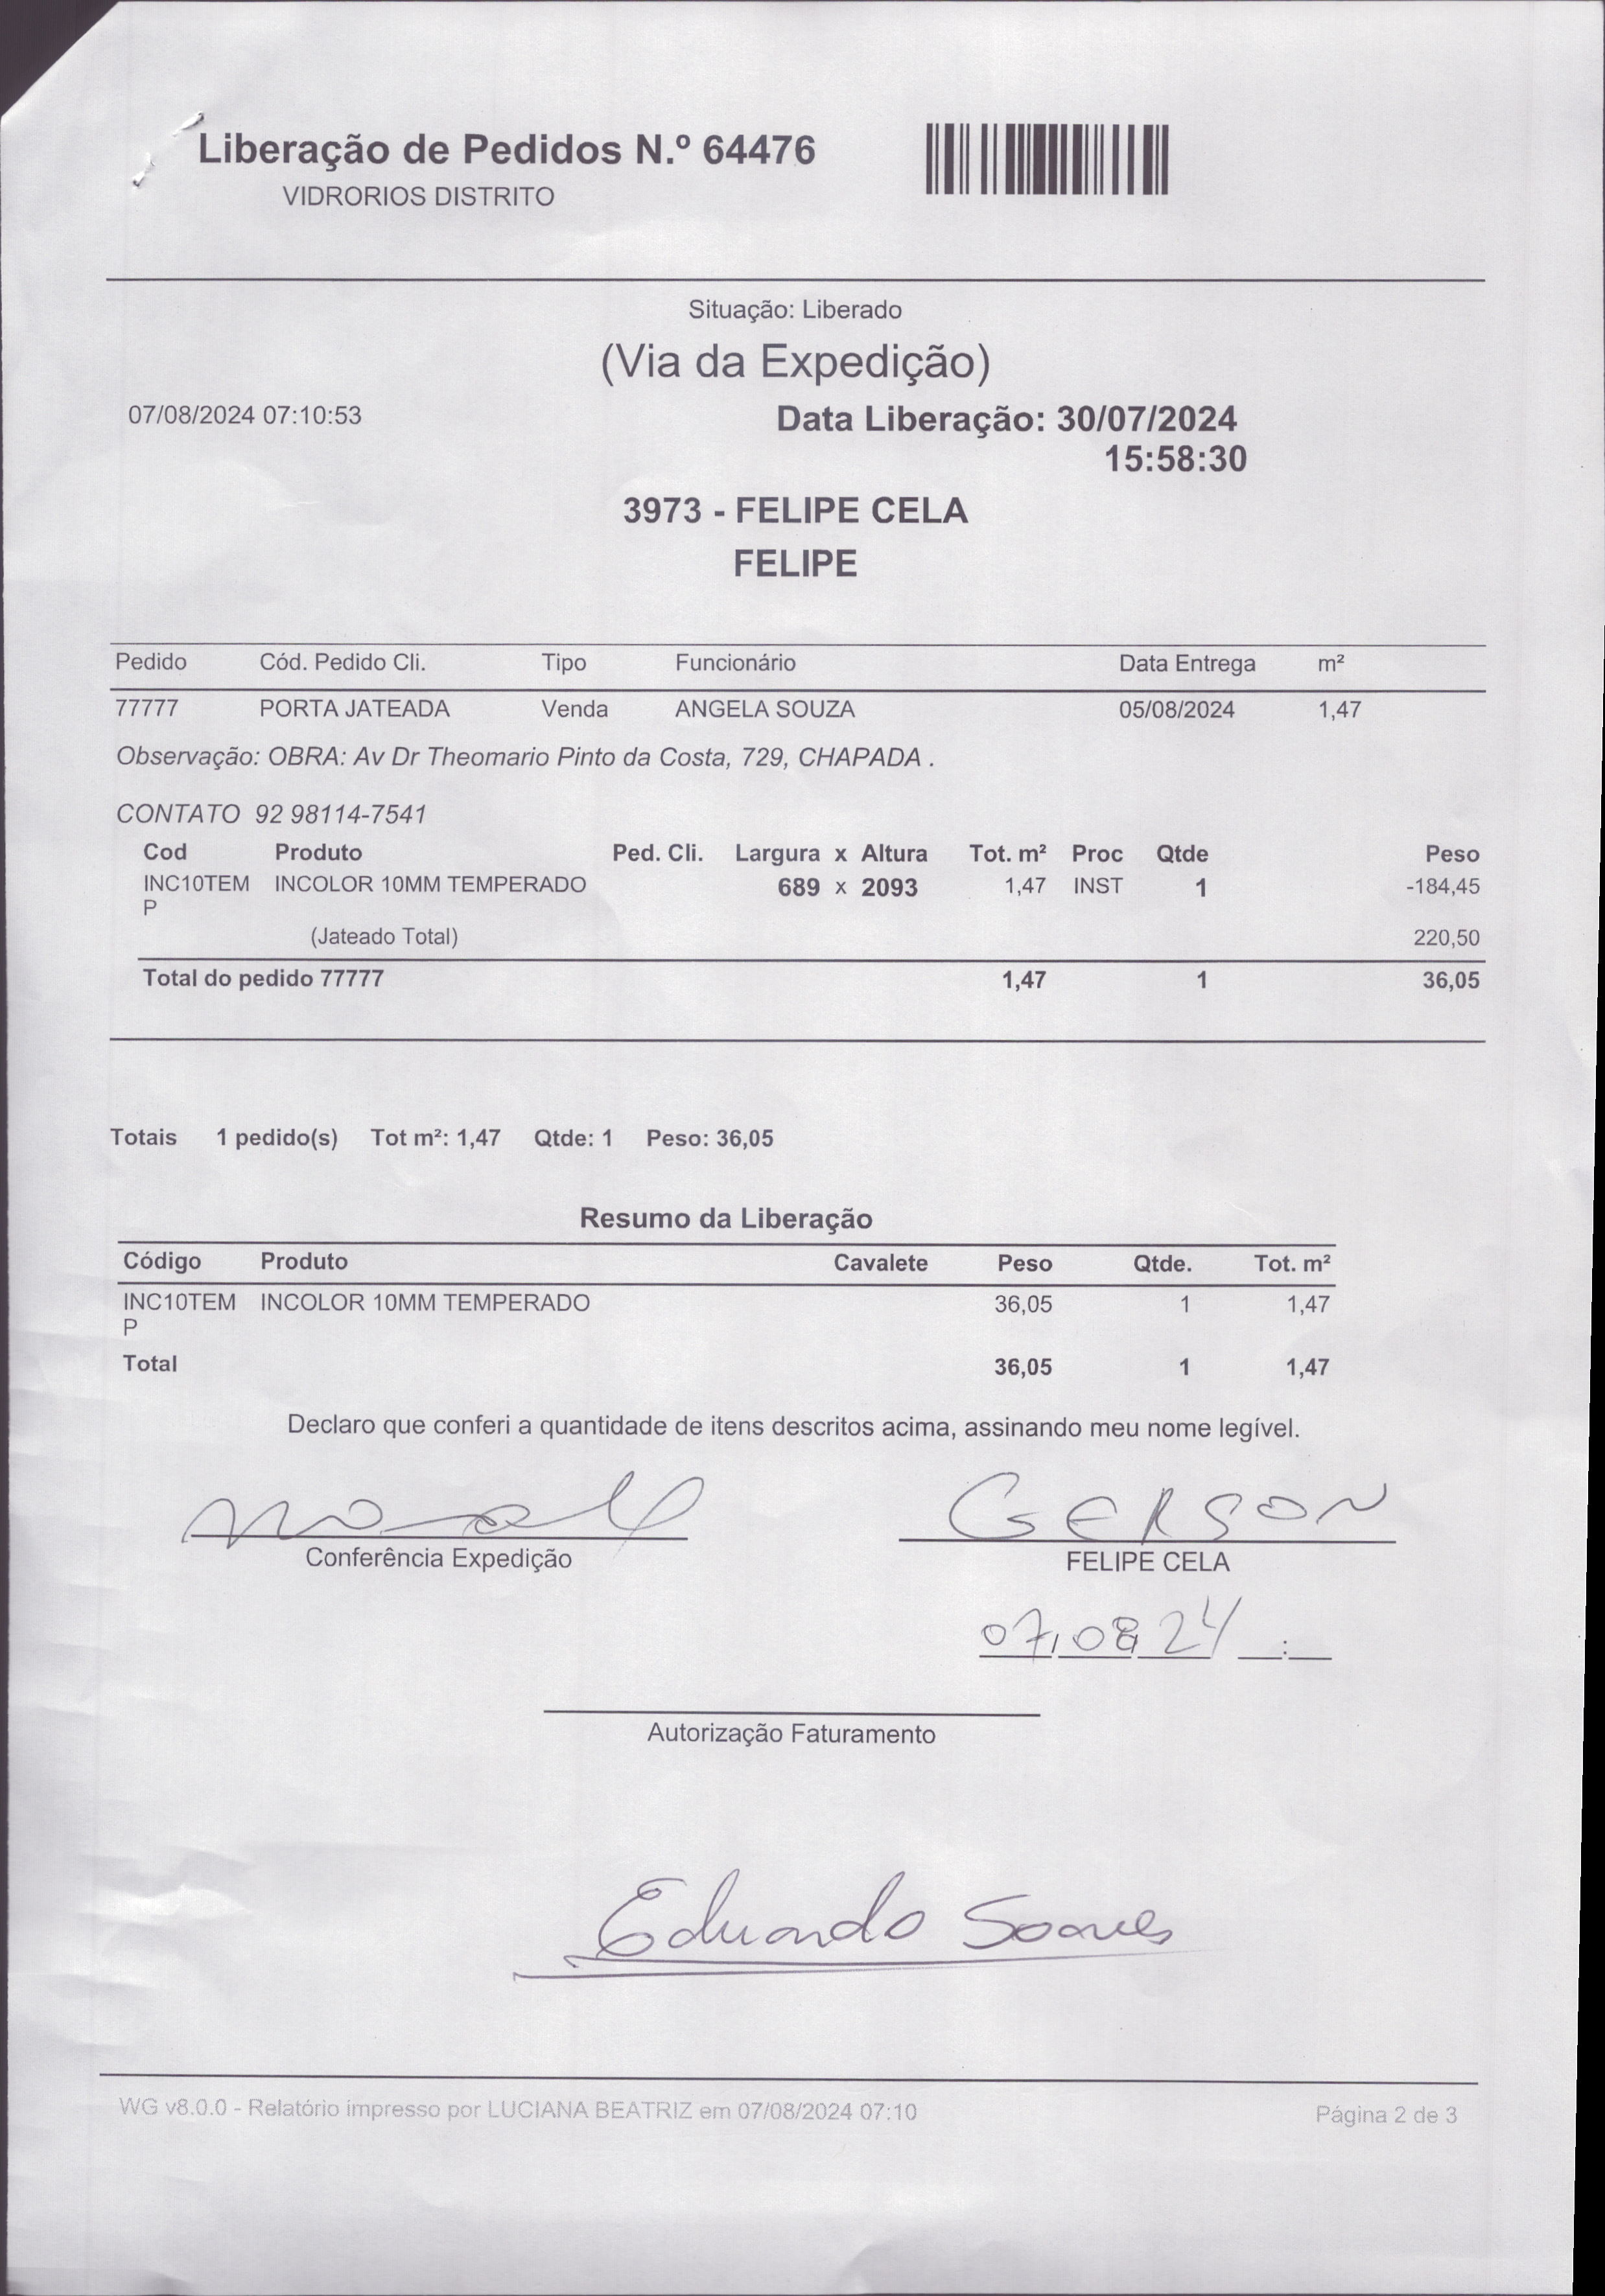 Liberação de Pedidos N.º 64476
VIDRORIOS DISTRITO
Situação: Liberado
(Via da Expedição)
07/08/2024 07:10:53 Data Liberação: 30/07/2024
15:58:30
3973 - FELIPE CELA
FELIPE
Pedido Cód. Pedido Cli. Tipo Funcionário Data Entrega m²
77777 PORTA JATEADA Venda ANGELA SOUZA 05/08/2024 1,47
Observação: OBRA: Av Dr Theomario Pinto da Costa, 729, CHAPADA .
CONTATO 92 98114-7541
Cod Produto Ped. Cli. Largura x Altura Tot. m² Proc Qtde Peso
INC10TEM INCOLOR 10MM TEMPERADO 689 x 2093 1,47 INST 1 -184,45
P
(Jateado Total) 220,50
Total do pedido 77777 1,47 1 36,05
Totais 1 pedido(s) Tot m²: 1,47 Qtde: 1 Peso: 36,05
Resumo da Liberação
Código Produto Cavalete Peso Qtde. Tot. m²
INC10TEM INCOLOR 10MM TEMPERADO 36,05 1 1,47
P
Total 36,05 1 1,47
Declaro que conferi a quantidade de itens descritos acima, assinando meu nome legível.
GERSON
Conferência Expedição FELIPE CELA
07/08/24 __:__
Autorização Faturamento
Eduardo Soares
WG v8.0.0 - Relatório impresso por LUCIANA BEATRIZ em 07/08/2024 07:10 Página 2 de 3